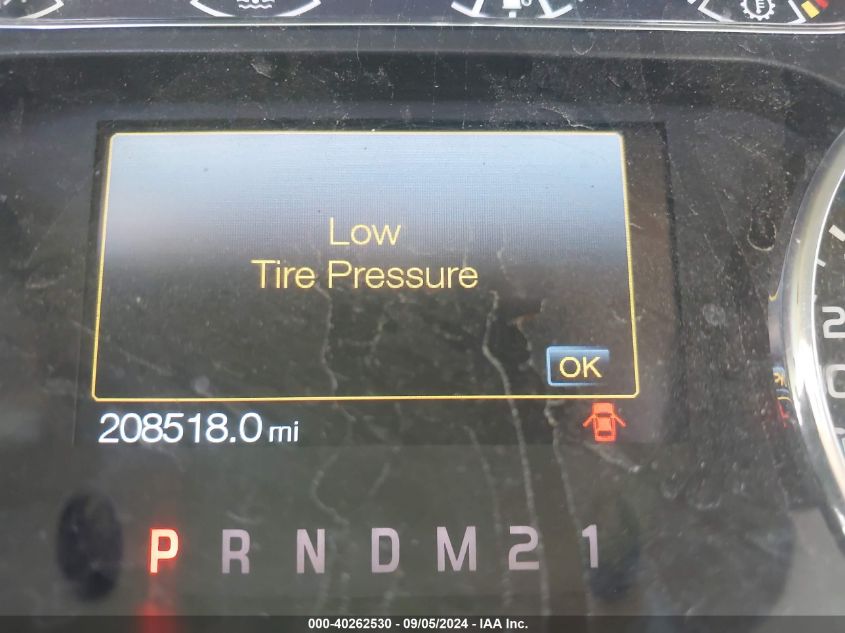 Low
Tire Pressure
OK
208518.0 mi
P R N D M 2 1
000-40262530 - 09/05/2024 - IAA Inc.